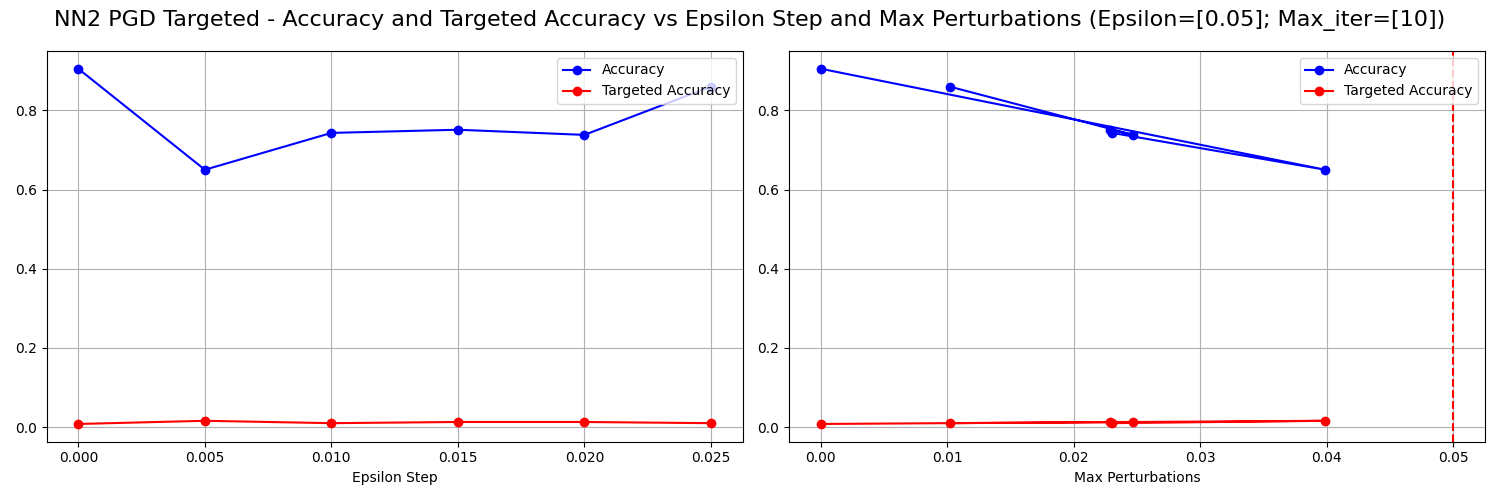 NN2 PGD Targeted - Accuracy and Targeted Accuracy vs Epsilon Step and Max Perturbations (Epsilon=[0.05]; Max_iter=[10])
Accuracy
Targeted Accuracy
0.8
0.6
0.4
0.2
0.0
0.000 0.005 0.010 0.015 0.020 0.025
Epsilon Step
Accuracy
Targeted Accuracy
0.8
0.6
0.4
0.2
0.0
0.00 0.01 0.02 0.03 0.04 0.05
Max Perturbations